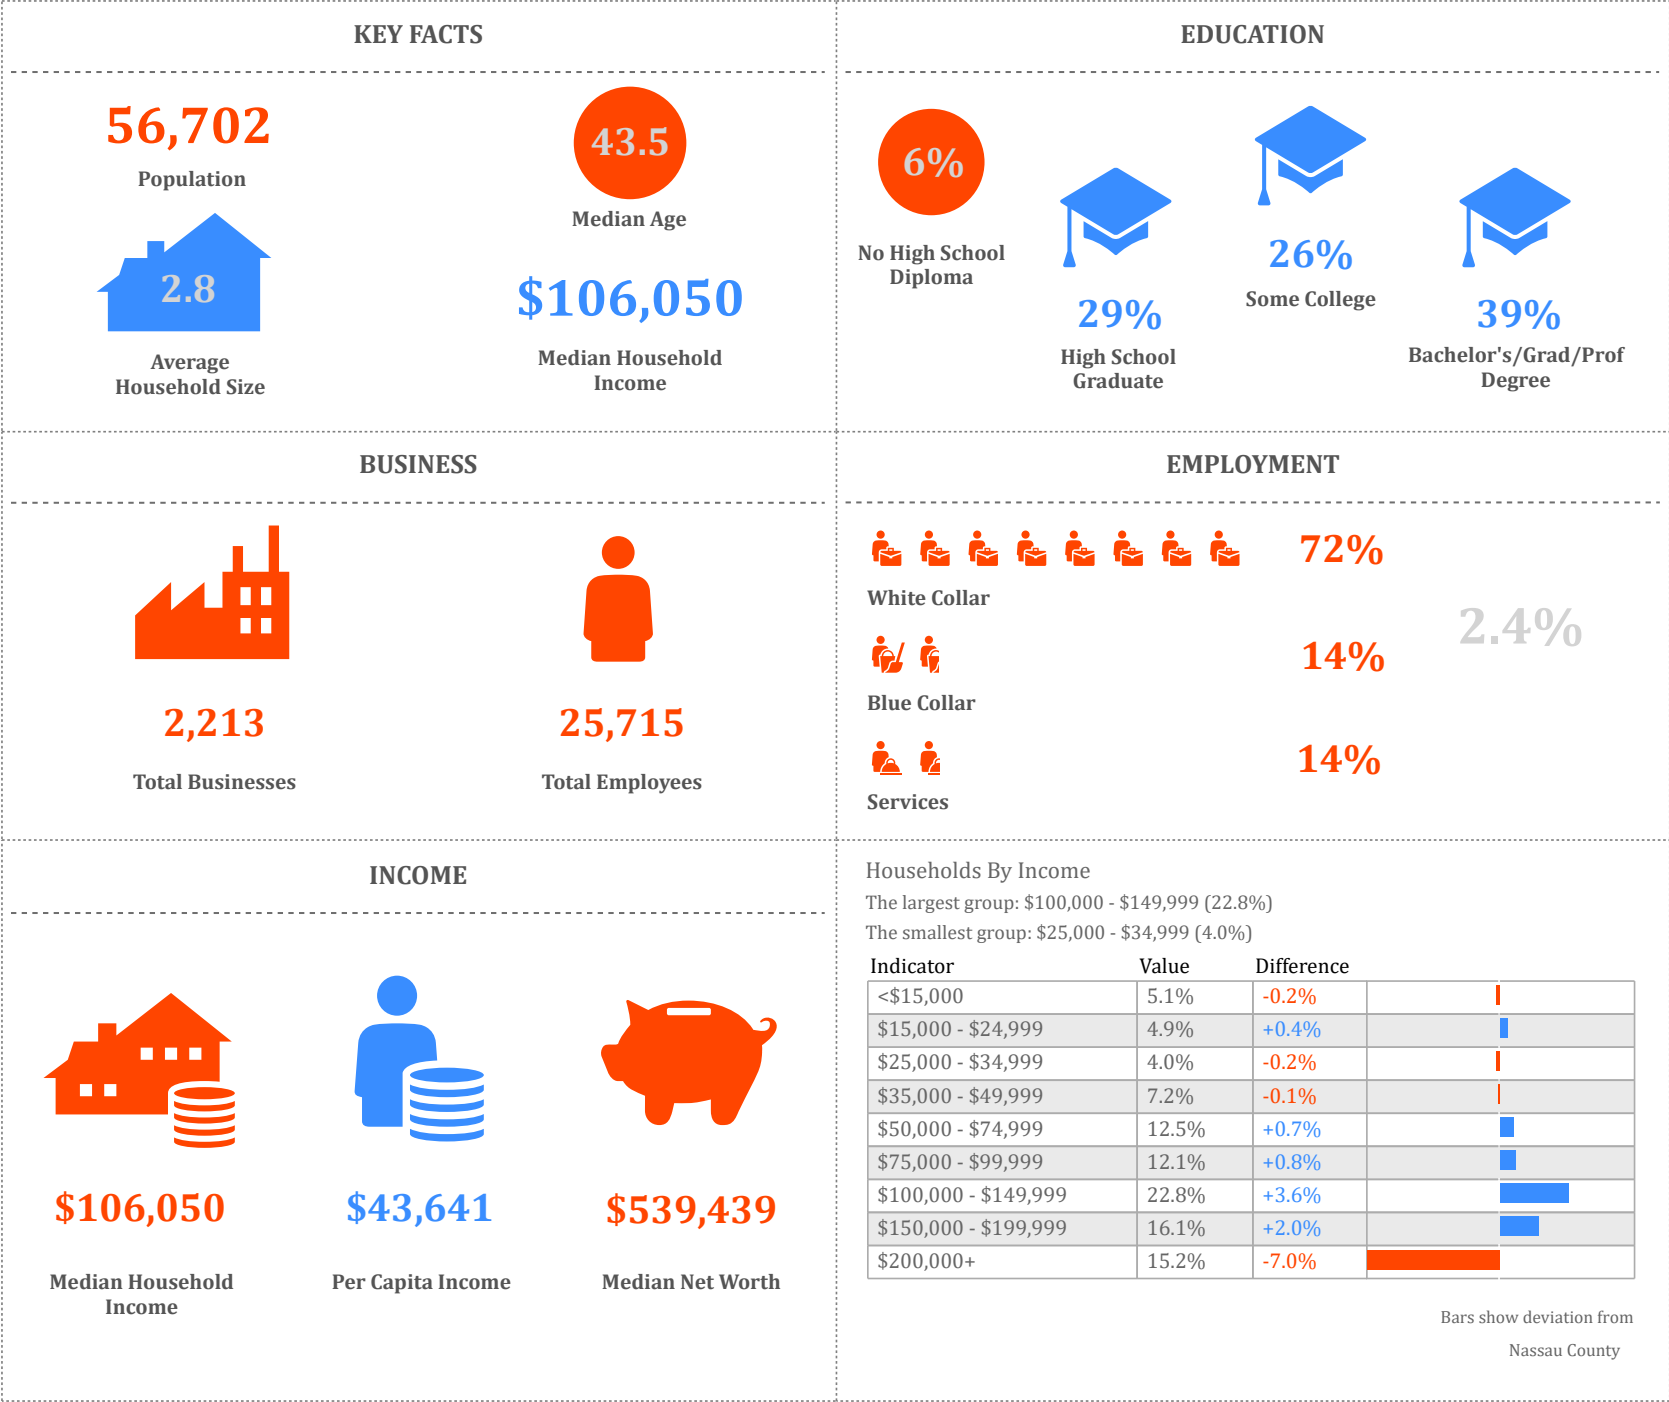 KEY FACTS
56,702
Population
43.5
Median Age
2.8
Average
Household Size
$106,050
Median Household
Income
EDUCATION
6%
No High School
Diploma
29%
High School
Graduate
26%
Some College
39%
Bachelor's/Grad/Prof
Degree
BUSINESS
2,213
Total Businesses
25,715
Total Employees
EMPLOYMENT
72%
White Collar
14%
Blue Collar
14%
Services
2.4%
INCOME
$106,050
Median Household
Income
$43,641
Per Capita Income
$539,439
Median Net Worth
Households By Income
The largest group: $100,000 - $149,999 (22.8%)
The smallest group: $25,000 - $34,999 (4.0%)
Indicator Value Difference
<$15,000 5.1% -0.2%
$15,000 - $24,999 4.9% +0.4%
$25,000 - $34,999 4.0% -0.2%
$35,000 - $49,999 7.2% -0.1%
$50,000 - $74,999 12.5% +0.7%
$75,000 - $99,999 12.1% +0.8%
$100,000 - $149,999 22.8% +3.6%
$150,000 - $199,999 16.1% +2.0%
$200,000+ 15.2% -7.0%
Bars show deviation from
Nassau County